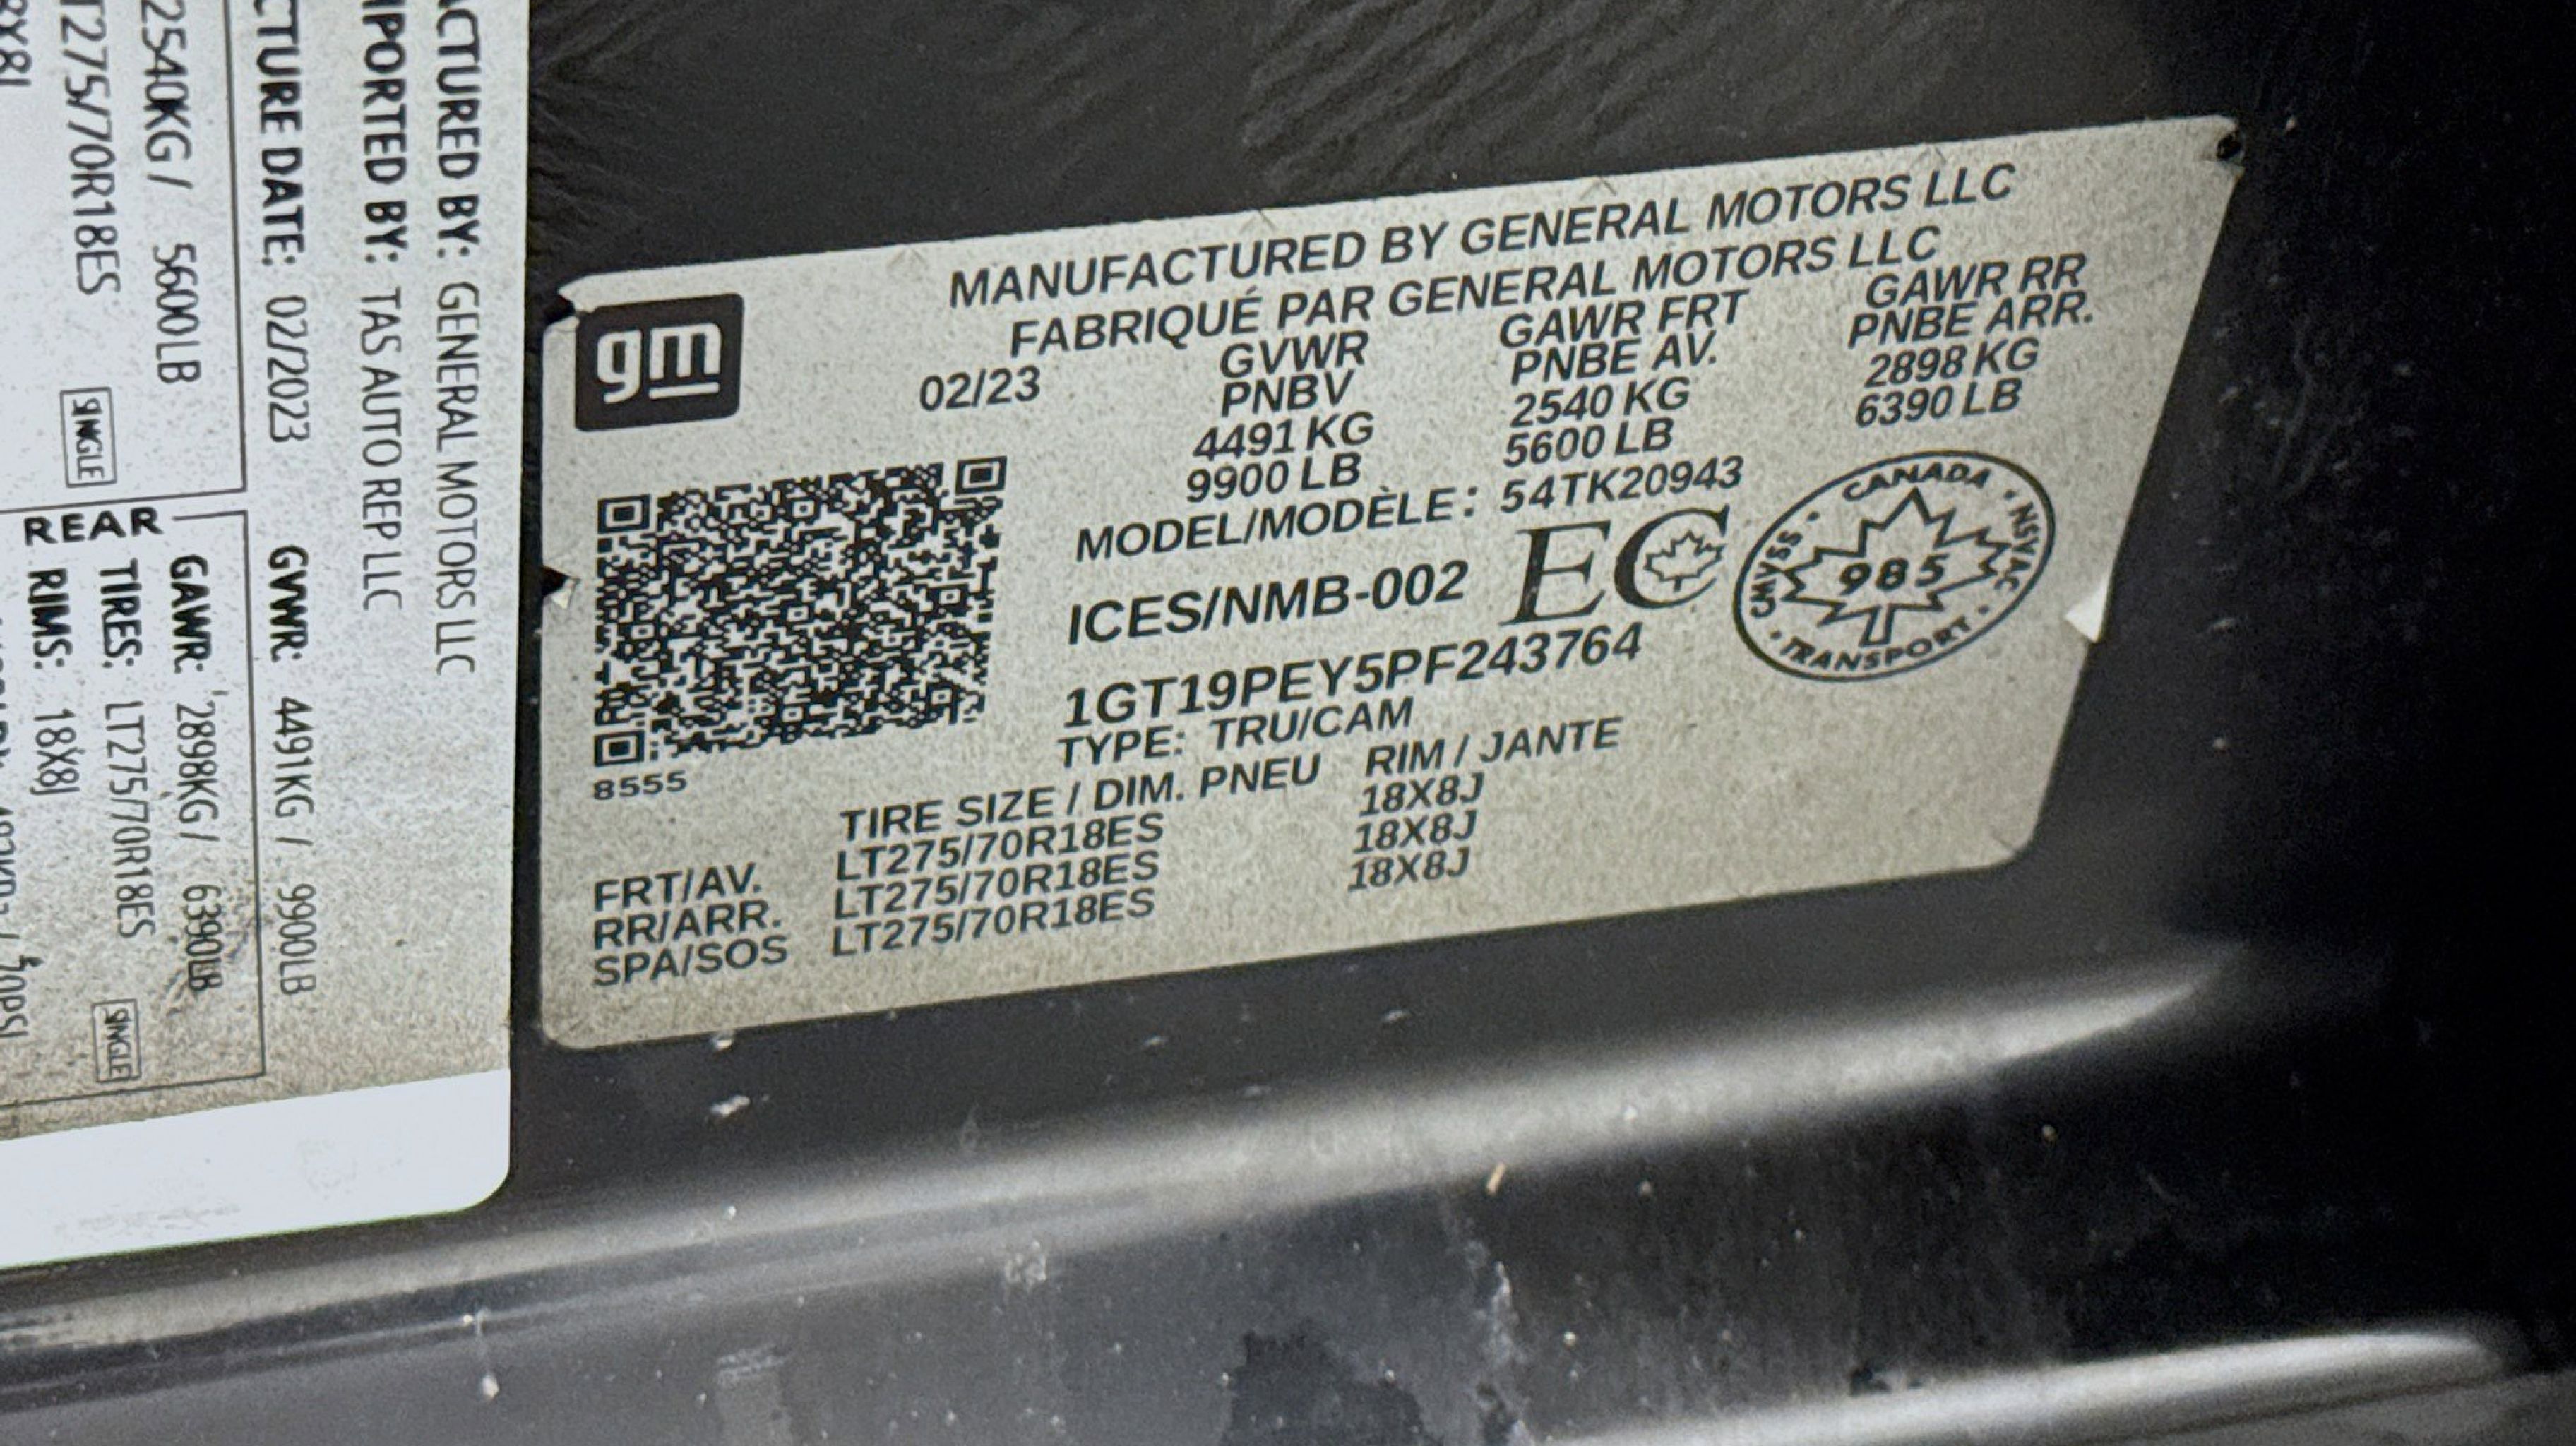 gm
MANUFACTURED BY GENERAL MOTORS LLC
FABRIQUÉ PAR GENERAL MOTORS LLC
02/23
GVWR
PNBV
4491 KG
9900 LB
GAWR FRT
PNBE AV.
2540 KG
5600 LB
GAWR RR
PNBE ARR.
2898 KG
6390 LB
MODEL/MODÈLE: 54TK20943
ICES/NMB-002 EC
CANADA • NSVAC • TRANSPORT • CMVSS •
985
1GT19PEY5PF243764
TYPE: TRU/CAM
8555
TIRE SIZE / DIM. PNEU RIM / JANTE
FRT/AV. LT275/70R18ES 18X8J
RR/ARR. LT275/70R18ES 18X8J
SPA/SOS LT275/70R18ES 18X8J
ACTURED BY: GENERAL MOTORS LLC
MPORTED BY: TAS AUTO REP LLC
CTURE DATE: 02/2023 GVWR: 4491KG / 9900LB
2540KG / 5600LB
T275/70R18ES SINGLE
8X8J
REAR
GAWR: 2898KG / 6390LB
TIRES: LT275/70R18ES SINGLE
RIMS: 18X8J